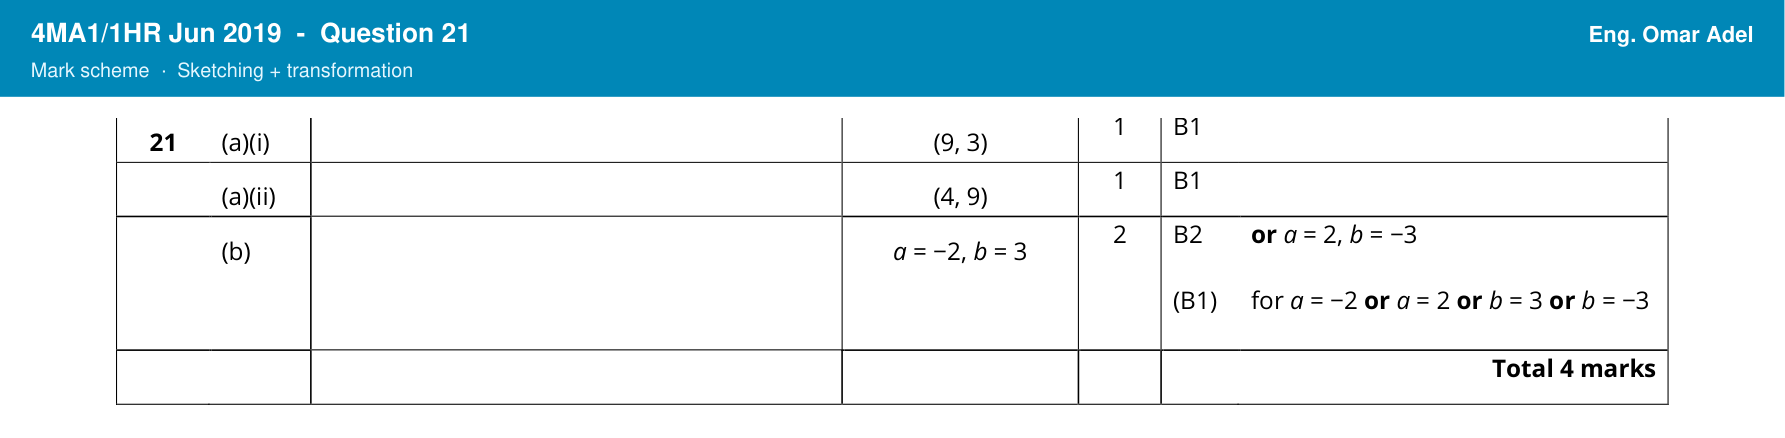 4MA1/1HR Jun 2019 - Question 21
Eng. Omar Adel
Mark scheme · Sketching + transformation
21 (a)(i) (9, 3) 1 B1
(a)(ii) (4, 9) 1 B1
(b) a = −2, b = 3 2 B2 or a = 2, b = −3
(B1) for a = −2 or a = 2 or b = 3 or b = −3
Total 4 marks